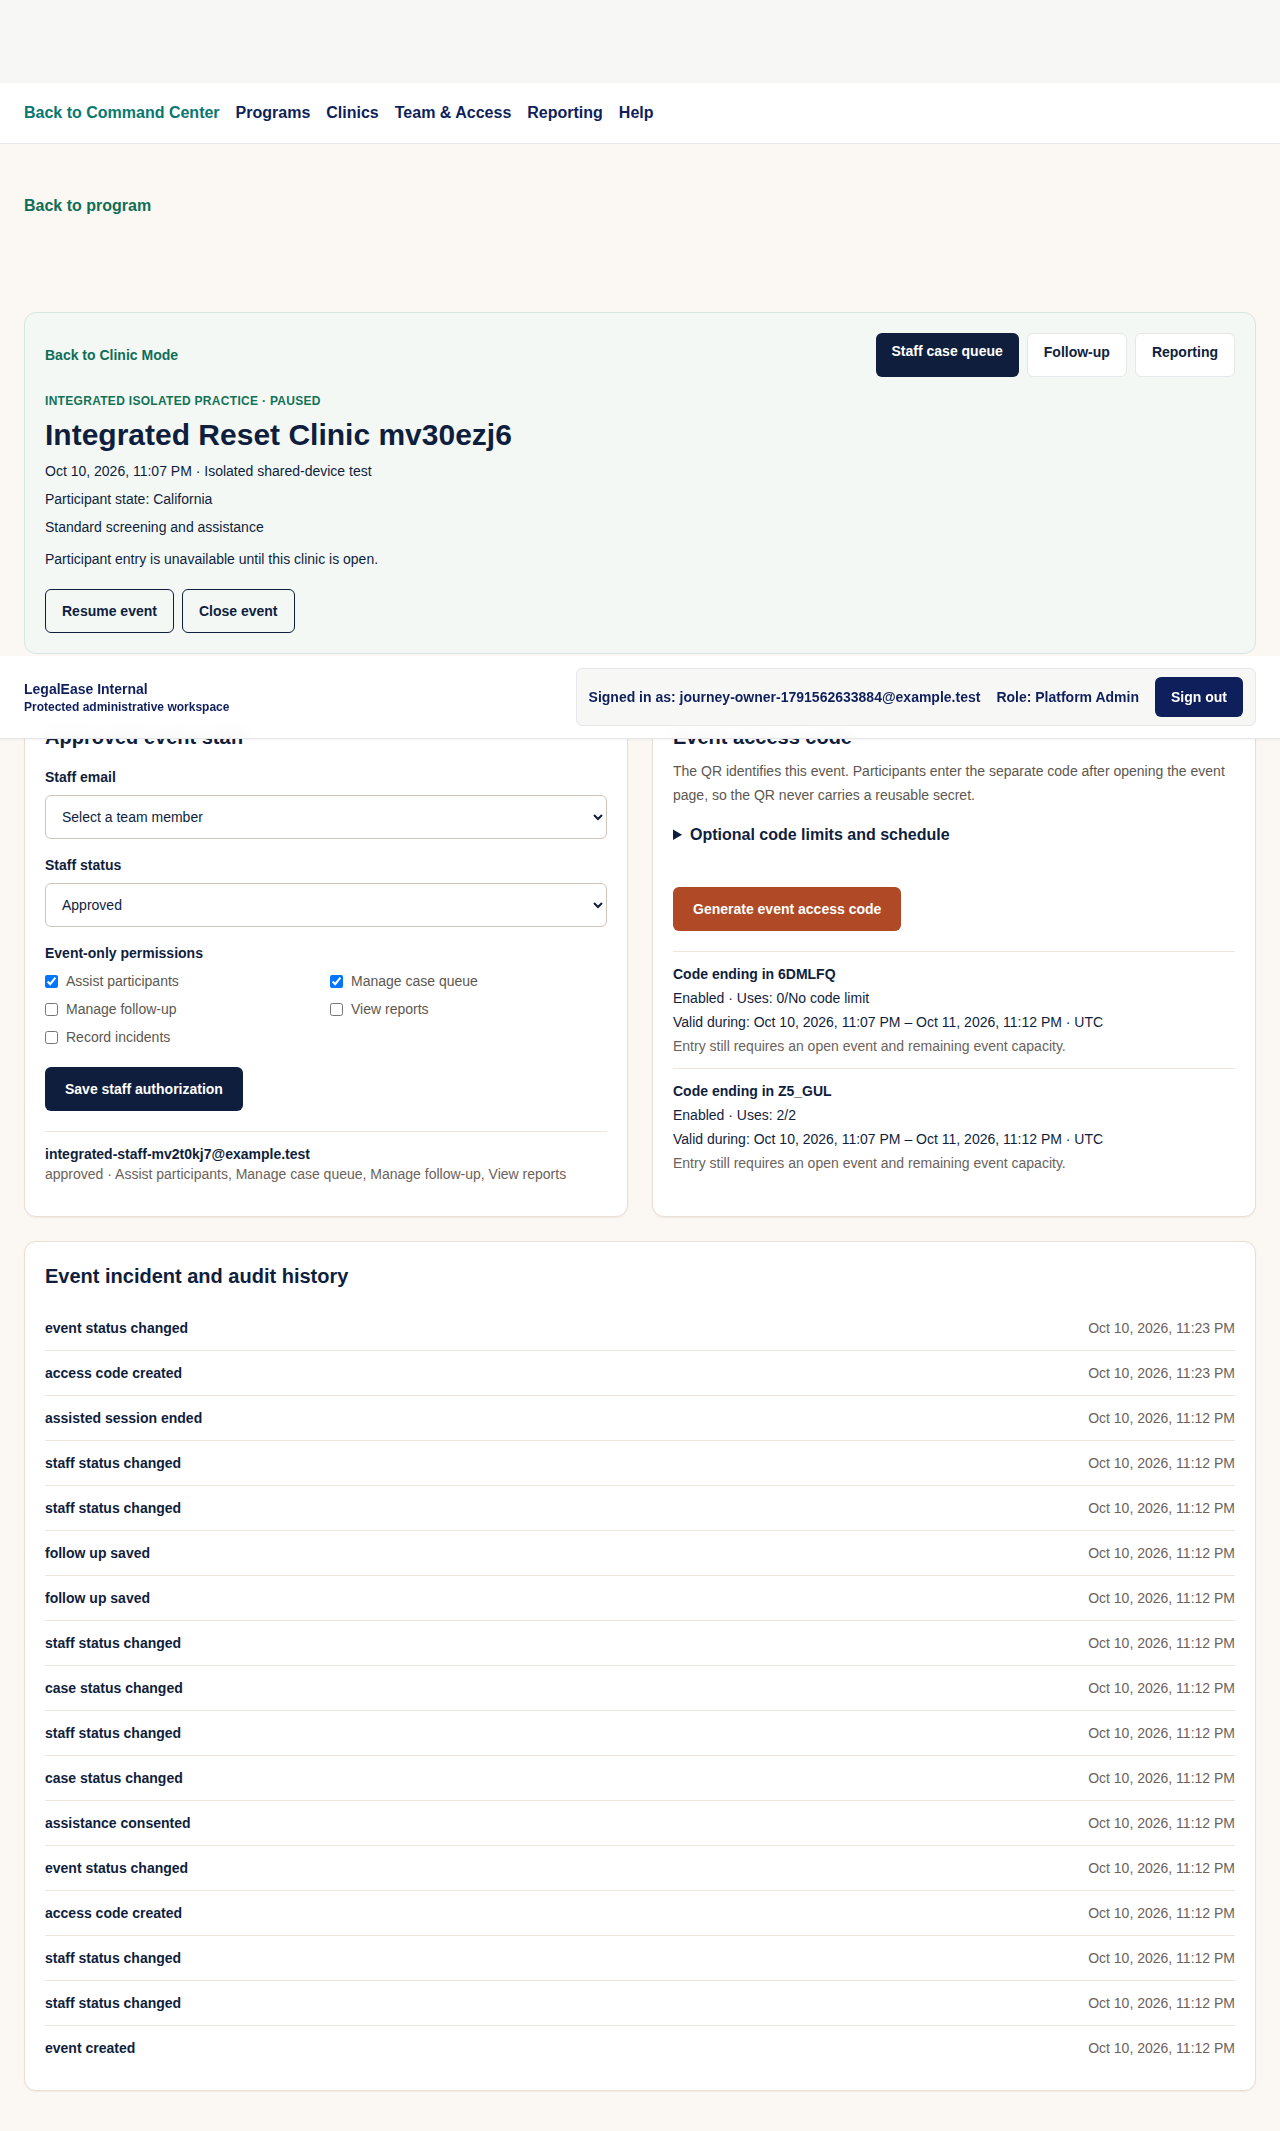 Back to Command Center Programs Clinics Team & Access Reporting Help
Back to program
Back to Clinic Mode
Staff case queue Follow-up Reporting
INTEGRATED ISOLATED PRACTICE · PAUSED
Integrated Reset Clinic mv30ezj6
Oct 10, 2026, 11:07 PM · Isolated shared-device test
Participant state: California
Standard screening and assistance
Participant entry is unavailable until this clinic is open.
Resume event Close event
LegalEase Internal
Protected administrative workspace
Signed in as: journey-owner-1791562633884@example.test Role: Platform Admin Sign out
Approved event staff
Staff email
Select a team member
Staff status
Approved
Event-only permissions
Assist participants Manage case queue
Manage follow-up View reports
Record incidents
Save staff authorization
integrated-staff-mv2t0kj7@example.test
approved · Assist participants, Manage case queue, Manage follow-up, View reports
Event access code
The QR identifies this event. Participants enter the separate code after opening the event
page, so the QR never carries a reusable secret.
Optional code limits and schedule
Generate event access code
Code ending in 6DMLFQ
Enabled · Uses: 0/No code limit
Valid during: Oct 10, 2026, 11:07 PM – Oct 11, 2026, 11:12 PM · UTC
Entry still requires an open event and remaining event capacity.
Code ending in Z5_GUL
Enabled · Uses: 2/2
Valid during: Oct 10, 2026, 11:07 PM – Oct 11, 2026, 11:12 PM · UTC
Entry still requires an open event and remaining event capacity.
Event incident and audit history
event status changed Oct 10, 2026, 11:23 PM
access code created Oct 10, 2026, 11:23 PM
assisted session ended Oct 10, 2026, 11:12 PM
staff status changed Oct 10, 2026, 11:12 PM
staff status changed Oct 10, 2026, 11:12 PM
follow up saved Oct 10, 2026, 11:12 PM
follow up saved Oct 10, 2026, 11:12 PM
staff status changed Oct 10, 2026, 11:12 PM
case status changed Oct 10, 2026, 11:12 PM
staff status changed Oct 10, 2026, 11:12 PM
case status changed Oct 10, 2026, 11:12 PM
assistance consented Oct 10, 2026, 11:12 PM
event status changed Oct 10, 2026, 11:12 PM
access code created Oct 10, 2026, 11:12 PM
staff status changed Oct 10, 2026, 11:12 PM
staff status changed Oct 10, 2026, 11:12 PM
event created Oct 10, 2026, 11:12 PM